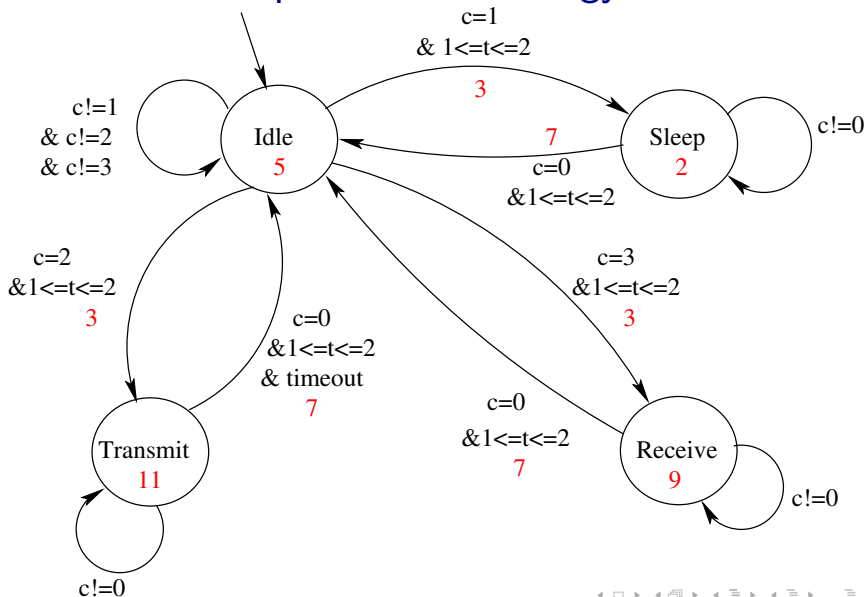 c=1
& 1<=t<=2
3
c!=1
& c!=2
& c!=3
Idle
5
7
c=0
&1<=t<=2
Sleep
2
c!=0
c=2
&1<=t<=2
3
c=0
&1<=t<=2
& timeout
7
c=3
&1<=t<=2
3
c=0
&1<=t<=2
7
Transmit
11
c!=0
Receive
9
c!=0